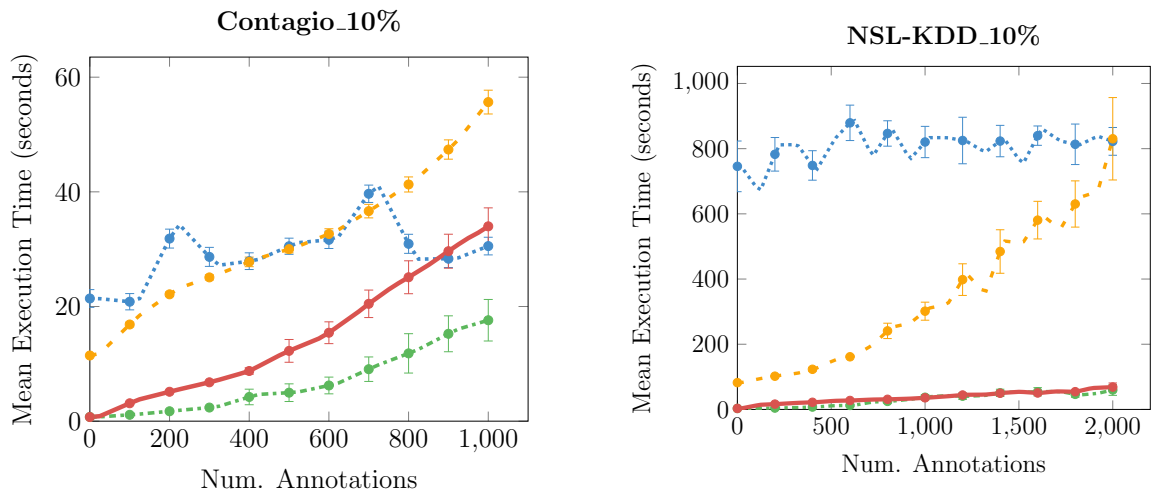 Contagio_10%
Mean Execution Time (seconds)
60
40
20
0
0 200 400 600 800 1,000
Num. Annotations
NSL-KDD_10%
Mean Execution Time (seconds)
1,000
800
600
400
200
0
0 500 1,000 1,500 2,000
Num. Annotations